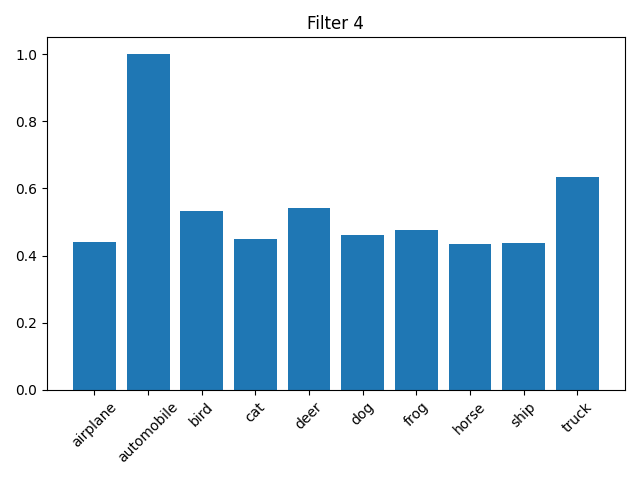 Filter 4
1.0
0.8
0.6
0.4
0.2
0.0
airplane
automobile
bird
cat
deer
dog
frog
horse
ship
truck